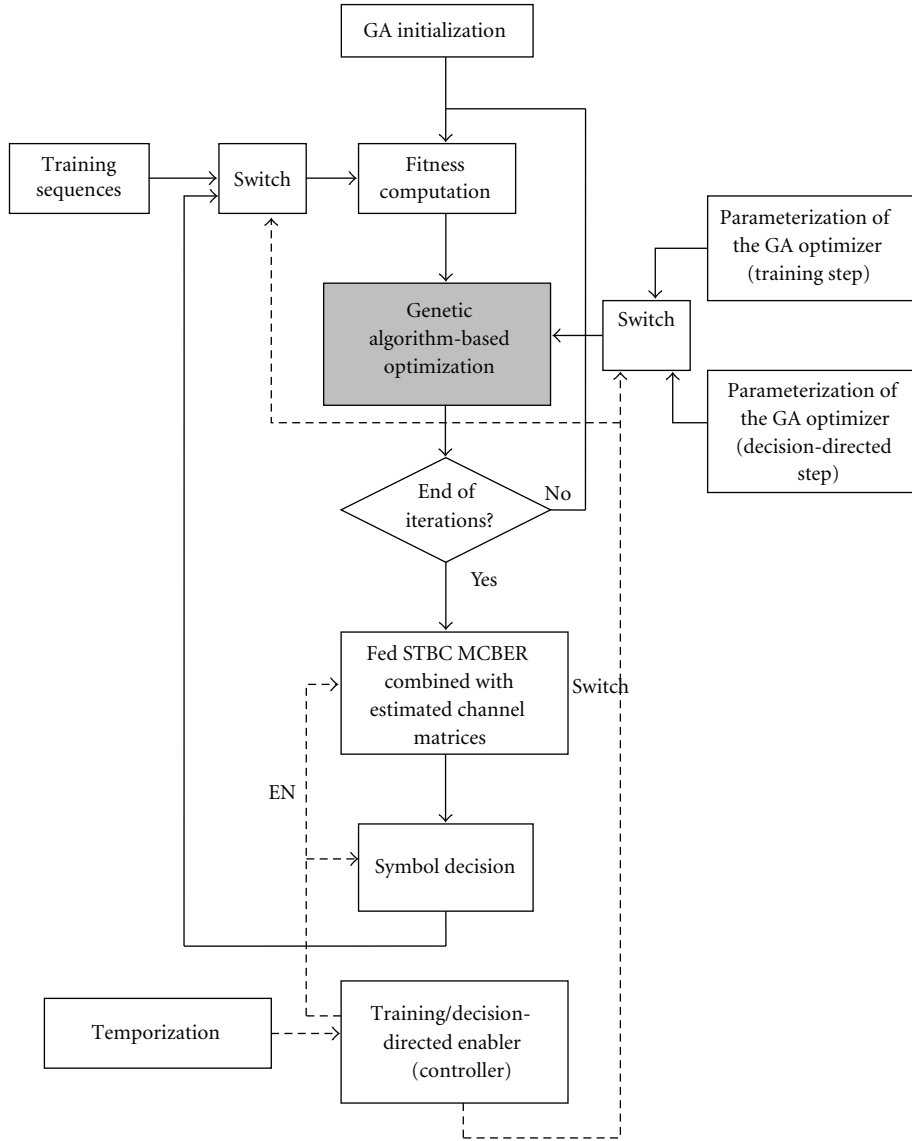 GA initialization
Training
sequences
Switch
Fitness
computation
Parameterization of
the GA optimizer
(training step)
Genetic
algorithm-based
optimization
Switch
Parameterization of
the GA optimizer
(decision-directed
step)
End of
iterations?
No
Yes
Fed STBC MCBER
combined with
estimated channel
matrices
Switch
EN
Symbol decision
Temporization
Training/decision-
directed enabler
(controller)